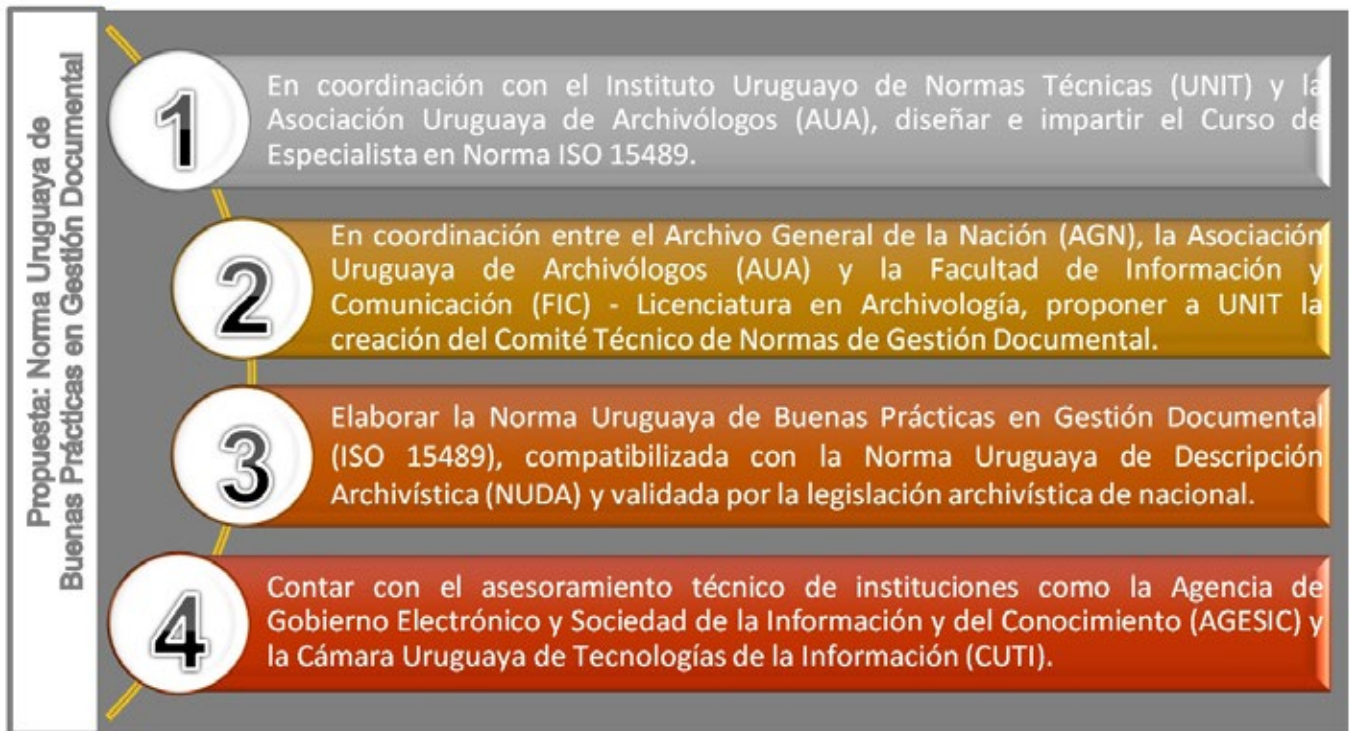 Propuesta: Norma Uruguaya de
Buenas Prácticas en Gestión Documental
1
En coordinación con el Instituto Uruguayo de Normas Técnicas (UNIT) y la
Asociación Uruguaya de Archivólogos (AUA), diseñar e impartir el Curso de
Especialista en Norma ISO 15489.
2
En coordinación entre el Archivo General de la Nación (AGN), la Asociación
Uruguaya de Archivólogos (AUA) y la Facultad de Información y
Comunicación (FIC) - Licenciatura en Archivología, proponer a UNIT la
creación del Comité Técnico de Normas de Gestión Documental.
3
Elaborar la Norma Uruguaya de Buenas Prácticas en Gestión Documental
(ISO 15489), compatibilizada con la Norma Uruguaya de Descripción
Archivística (NUDA) y validada por la legislación archivística de nacional.
4
Contar con el asesoramiento técnico de instituciones como la Agencia de
Gobierno Electrónico y Sociedad de la Información y del Conocimiento (AGESIC) y
la Cámara Uruguaya de Tecnologías de la Información (CUTI).